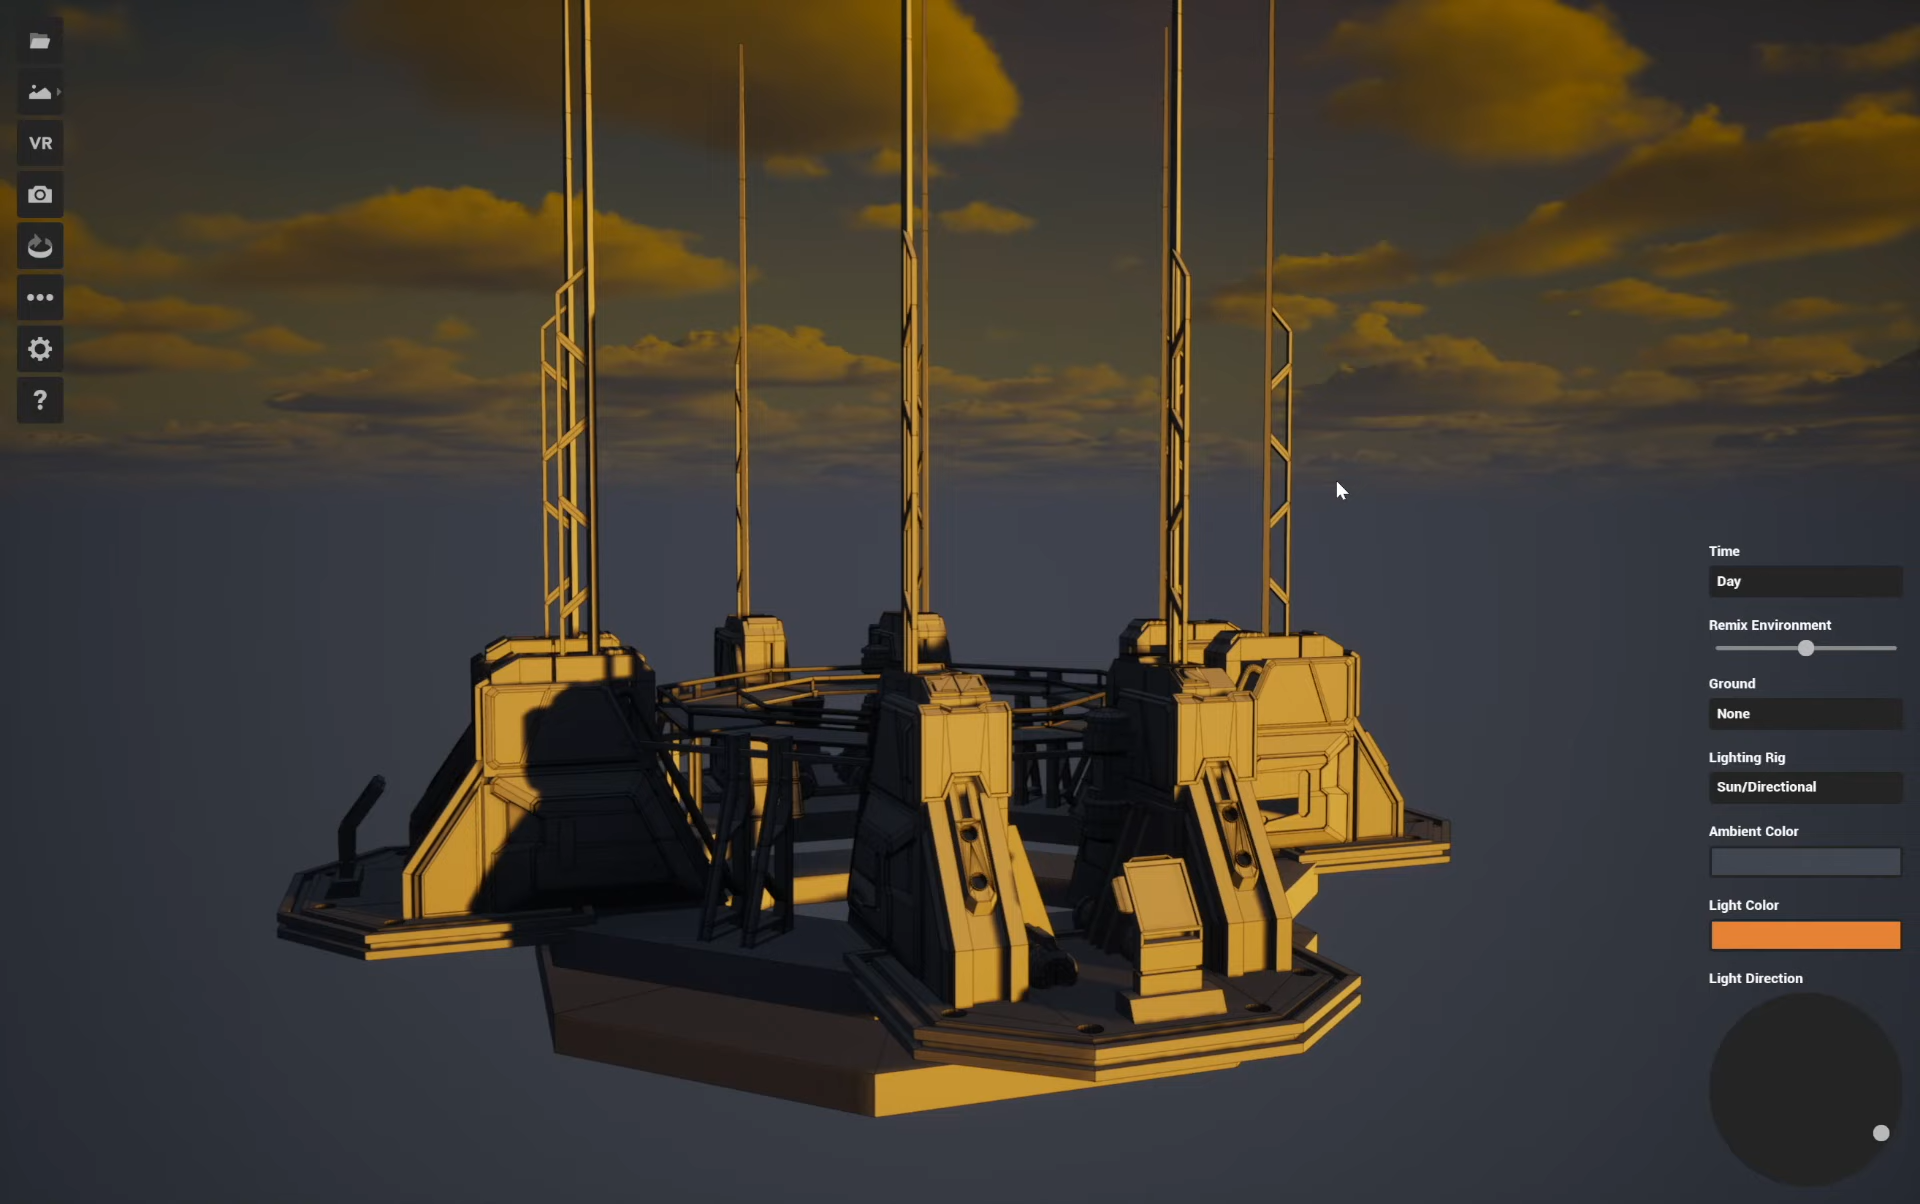 VR
?
Time
Day
Remix Environment
Ground
None
Lighting Rig
Sun/Directional
Ambient Color
Light Color
Light Direction